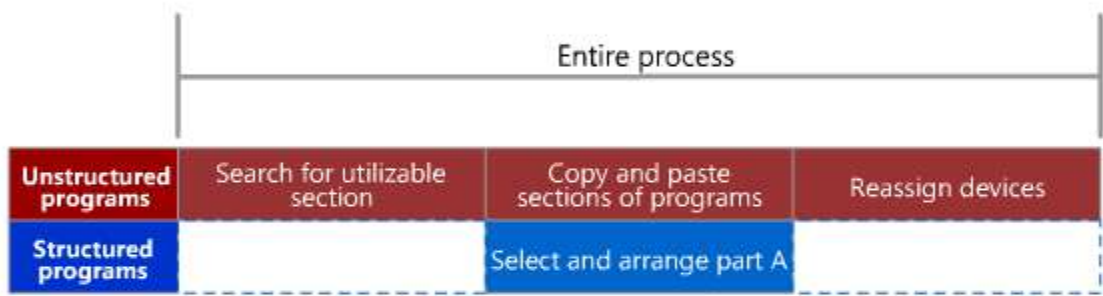 Entire process
Unstructured
programs
Search for utilizable
section
Copy and paste
sections of programs
Reassign devices
Structured
programs
Select and arrange part A